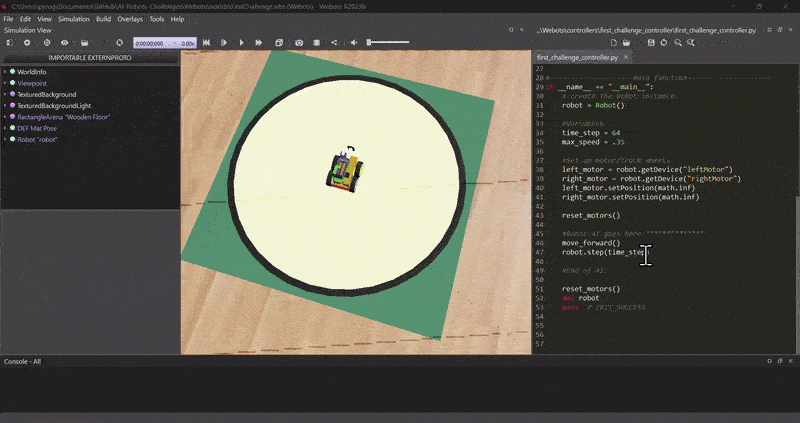 C:\Users\pyrog\Documents\GitHub\AI-Robots-Challenges\Webots\worlds\FirstChallenge.wbt (Webots) - Webots R2023b
File Edit View Simulation Build Overlays Tools Help
Simulation View
...\Webots\controllers\first_challenge_controller\first_challenge_controller.py
0:00:00:000 - 0.00x
IMPORTABLE EXTERNPROTO
WorldInfo
Viewpoint
TexturedBackground
TexturedBackgroundLight
RectangleArena "Wooden Floor"
DEF Mat Pose
Robot "robot"
first_challenge_controller.py ×
27
28 main function
29 if __name__ == "__main__":
30 # create the Robot instance.
31 robot = Robot()
32
33 #Variables
34 time_step = 64
35 max_speed = .35
36
37 #Set up motor/track wheels
38 left_motor = robot.getDevice("leftMotor")
39 right_motor = robot.getDevice("rightMotor")
40 left_motor.setPosition(math.inf)
41 right_motor.setPosition(math.inf)
42
43 reset_motors()
44
45 #Robot AI goes here **************
46 move_forward()
47 robot.step(time_step)
48
49 #End of AI.
50
51 reset_motors()
52 del robot
53 pass # EXIT_SUCCESS
54
55
56
57
Console - All